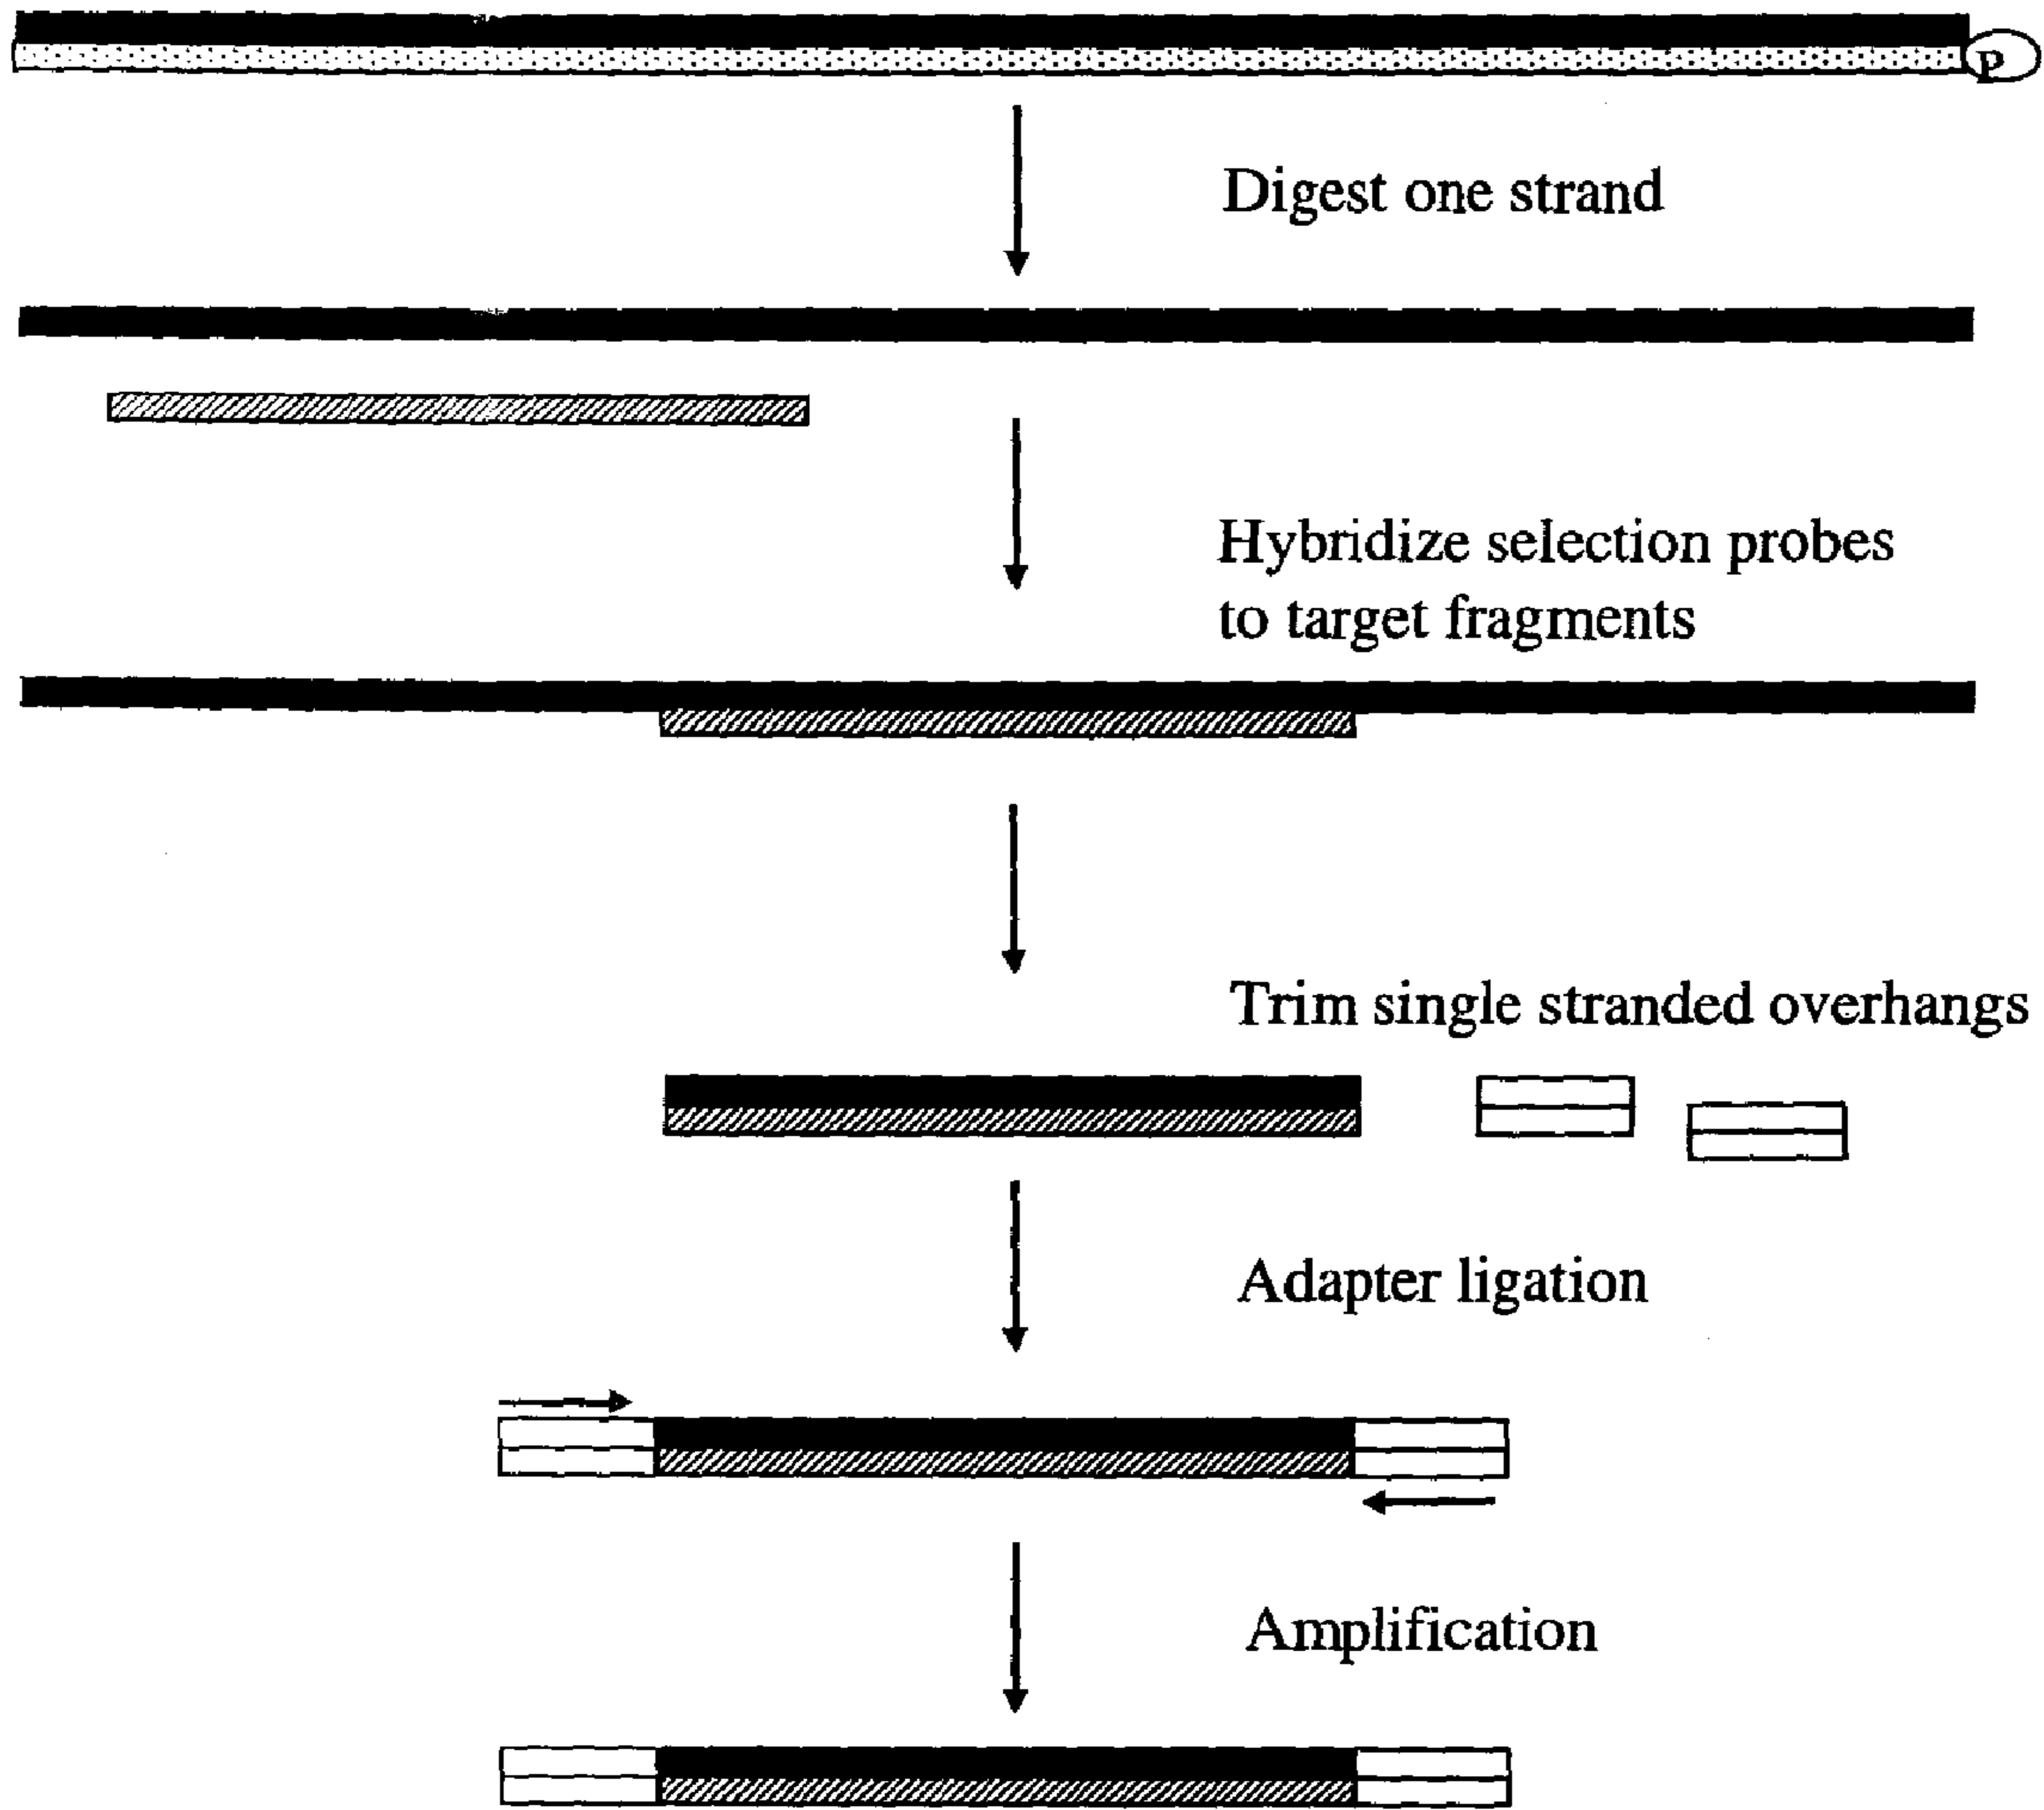 P
Digest one strand
Hybridize selection probes
to target fragments
Trim single stranded overhangs
Adapter ligation
Amplification